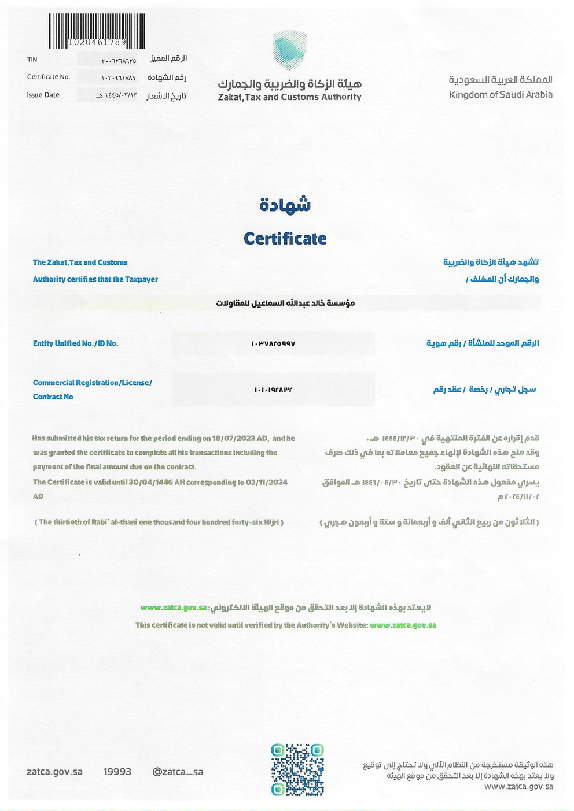 1020461789
TIN
الرقم المميز
Certificate No.
١٠٢٠٤٦١٧٨٩
رقم الشهادة
Issue Date
تاريخ الاشعار
هيئة الزكاة والضريبة والجمارك
Zakat, Tax and Customs Authority
المملكة العربية السعودية
Kingdom of Saudi Arabia
شهادة
Certificate
The Zakat,Tax and Customs
Authority certifies that the Taxpayer
تشهد هيئة الزكاة والضريبة
والجمارك أن المكلف /
مؤسسة خالد عبدالله السماعيل للمقاولات
Entity Unified No./ID No.
الرقم الموحد للمنشأة / رقم هوية
Commercial Registration/License/
Contract No
١٠١٠١٩٢٨٣٢
سجل تجاري / رخصة / عقد رقم
Has submitted his tax return for the period ending on 18/07/2023 AD, and he
was granted the certificate to complete all his transactions including the
payment of the final amount due on the contract.
The Certificate is valid until 30/04/1446 AH corresponding to 02/11/2024
AD
( The thirtieth of Rabi' al-thani one thousand four hundred forty-six Hijri )
قدم إقراره عن الفترة المنتهية في ١٤٤٤/١٢/٣٠ هـ،
وقد منح هذه الشهادة لإنهاء جميع معاملاته بما في ذلك صرف
مستحقاته النهائية عن العقود.
يسري مفعول هذه الشهادة حتى تاريخ ١٤٤٦/٠٤/٣٠ هـ الموافق
٢٠٢٤/١١/٠٢ م
( الثلاثون من ربيع الثاني ألف و أربعمائة و ستة و أربعون هجري )
لايعتد بهذه الشهادة إلا بعد التحقق من موقع الهيئة الالكتروني: www.zatca.gov.sa
This certificate is not valid until verified by the Authority's Website: www.zatca.gov.sa
zatca.gov.sa
19993
@zatca_sa
هذه الوثيقة مستخرجة من النظام الآلي ولا تحتاج إلى توقيع
ولا يعتد بهذه الشهادة إلا بعد التحقق من موقع الهيئة
www.zatca.gov.sa